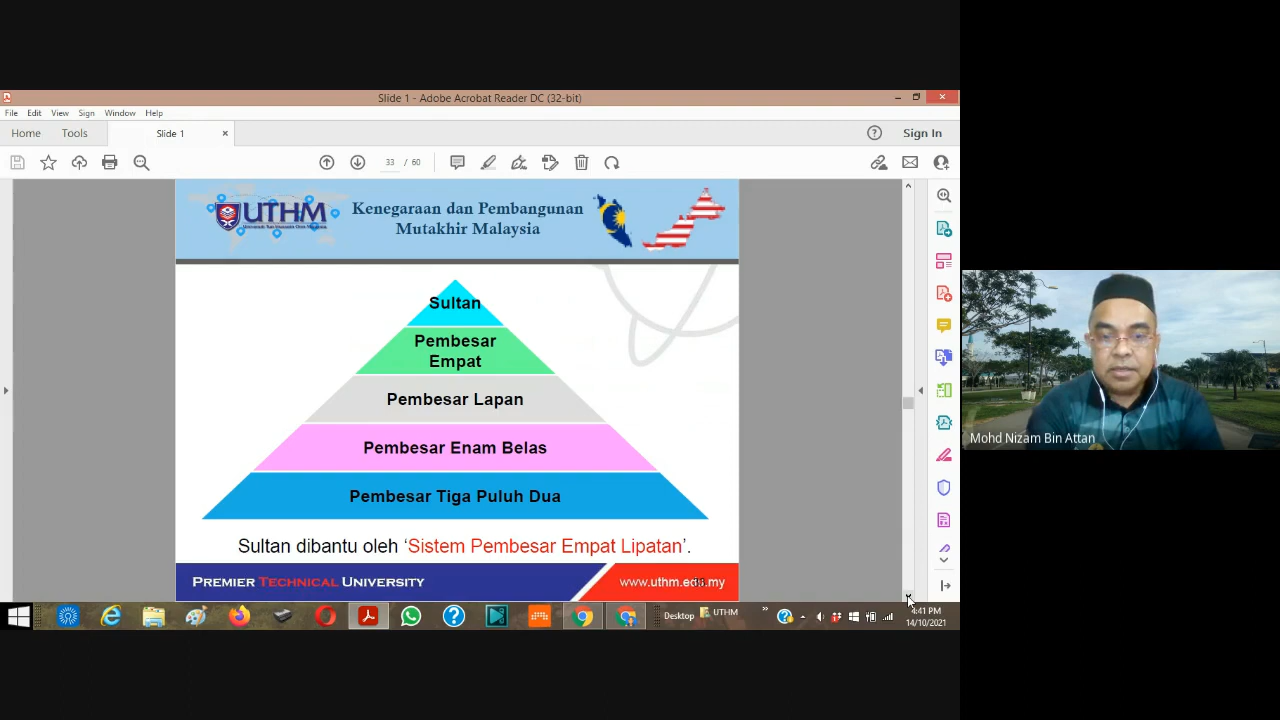 Slide 1 - Adobe Acrobat Reader DC (32-bit)
File Edit View Sign Window Help
Home Tools Slide 1 Sign In
33 / 60
UTHM
Kenegaraan dan Pembangunan
Mutakhir Malaysia
Sultan
Pembesar
Empat
Pembesar Lapan
Pembesar Enam Belas
Pembesar Tiga Puluh Dua
Sultan dibantu oleh ‘Sistem Pembesar Empat Lipatan’.
PREMIER TECHNICAL UNIVERSITY
www.uthm.edu.my
Mohd Nizam Bin Attan
Desktop UTHM
4:41 PM
14/10/2021